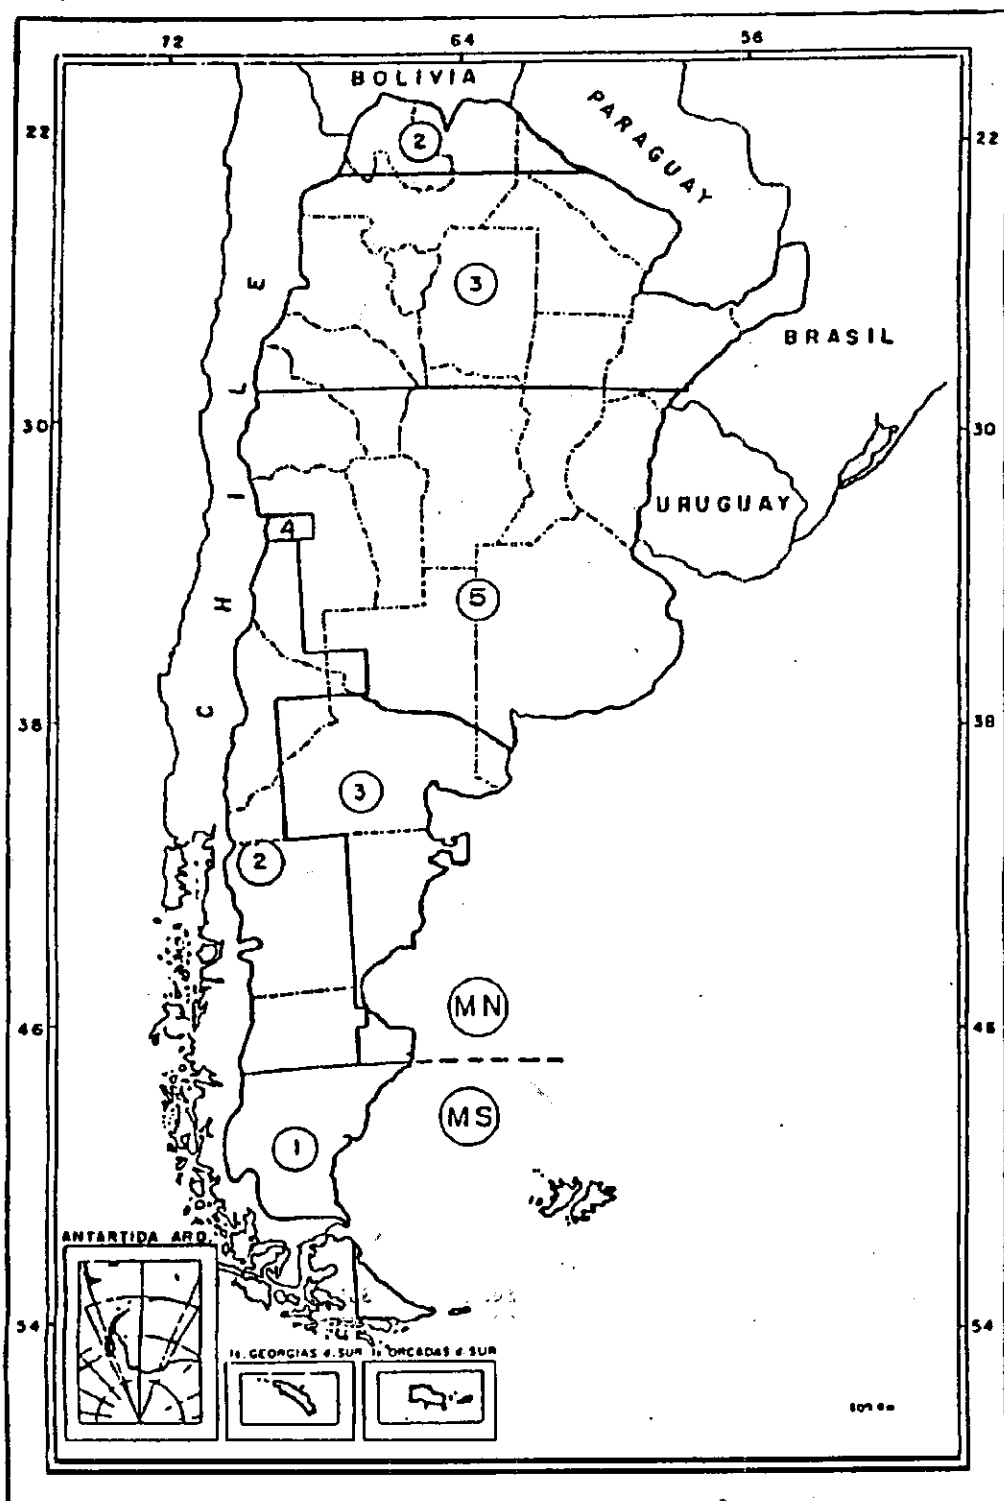 72 64 56
BOLIVIA
PARAGUAY
22 2 22
3
E
BRASIL
L
30 30
I
URUGUAY
4
H
5
C
38 38
3
2
MN
46 46
MS
1
ANTARTIDA ARG.
54 54
Is. GEORGIAS d. SUR Is ORCADAS d. SUR